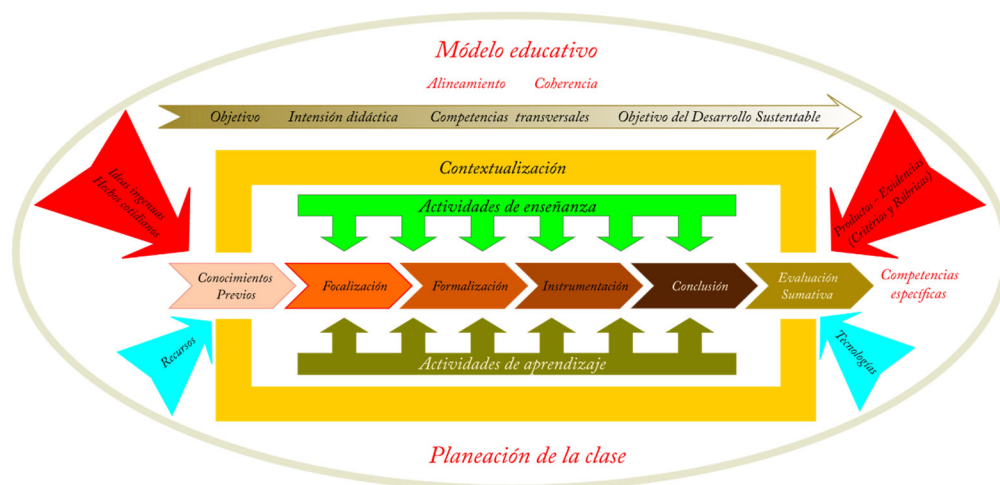 Módelo educativo
Alineamiento Coherencia
Objetivo Intensión didáctica Competencias transversales Objetivo del Desarrollo Sustentable
Ideas ingenuas
Hechos cotidianos
Productos – Evidencias
(Critérios y Rúbricas)
Contextualización
Actividades de enseñanza
Conocimientos
Previos
Focalización
Formalización
Instrumentación
Conclusión
Evaluación
Sumativa
Competencias
específicas
Recursos
Actividades de aprendizaje
Tecnologías
Planeación de la clase